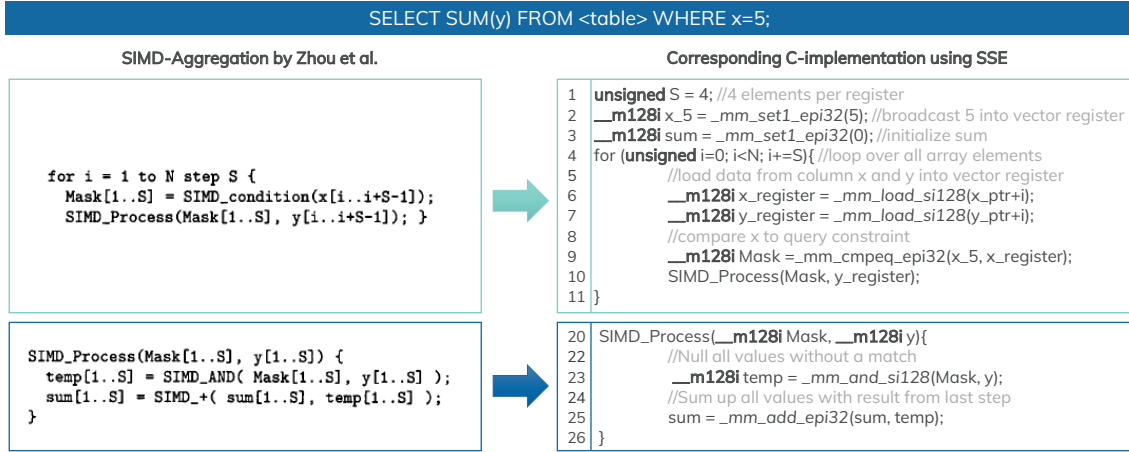 SELECT SUM(y) FROM <table> WHERE x=5;
SIMD-Aggregation by Zhou et al.
for i = 1 to N step S {
Mask[1..S] = SIMD_condition(x[i..i+S-1]);
SIMD_Process(Mask[1..S], y[i..i+S-1]); }
SIMD_Process(Mask[1..S], y[1..S]) {
temp[1..S] = SIMD_AND( Mask[1..S], y[1..S] );
sum[1..S] = SIMD_+( sum[1..S], temp[1..S] );
}
Corresponding C-implementation using SSE
1 unsigned S = 4; //4 elements per register
2 __m128i x_5 = _mm_set1_epi32(5); //broadcast 5 into vector register
3 __m128i sum = _mm_set1_epi32(0); //initialize sum
4 for (unsigned i=0; i<N; i+=S){ //loop over all array elements
5 //load data from column x and y into vector register
6 __m128i x_register = _mm_load_si128(x_ptr+i);
7 __m128i y_register = _mm_load_si128(y_ptr+i);
8 //compare x to query constraint
9 __m128i Mask =_mm_cmpeq_epi32(x_5, x_register);
10 SIMD_Process(Mask, y_register);
11 }
20 SIMD_Process(__m128i Mask, __m128i y){
22 //Null all values without a match
23 __m128i temp = _mm_and_si128(Mask, y);
24 //Sum up all values with result from last step
25 sum = _mm_add_epi32(sum, temp);
26 }